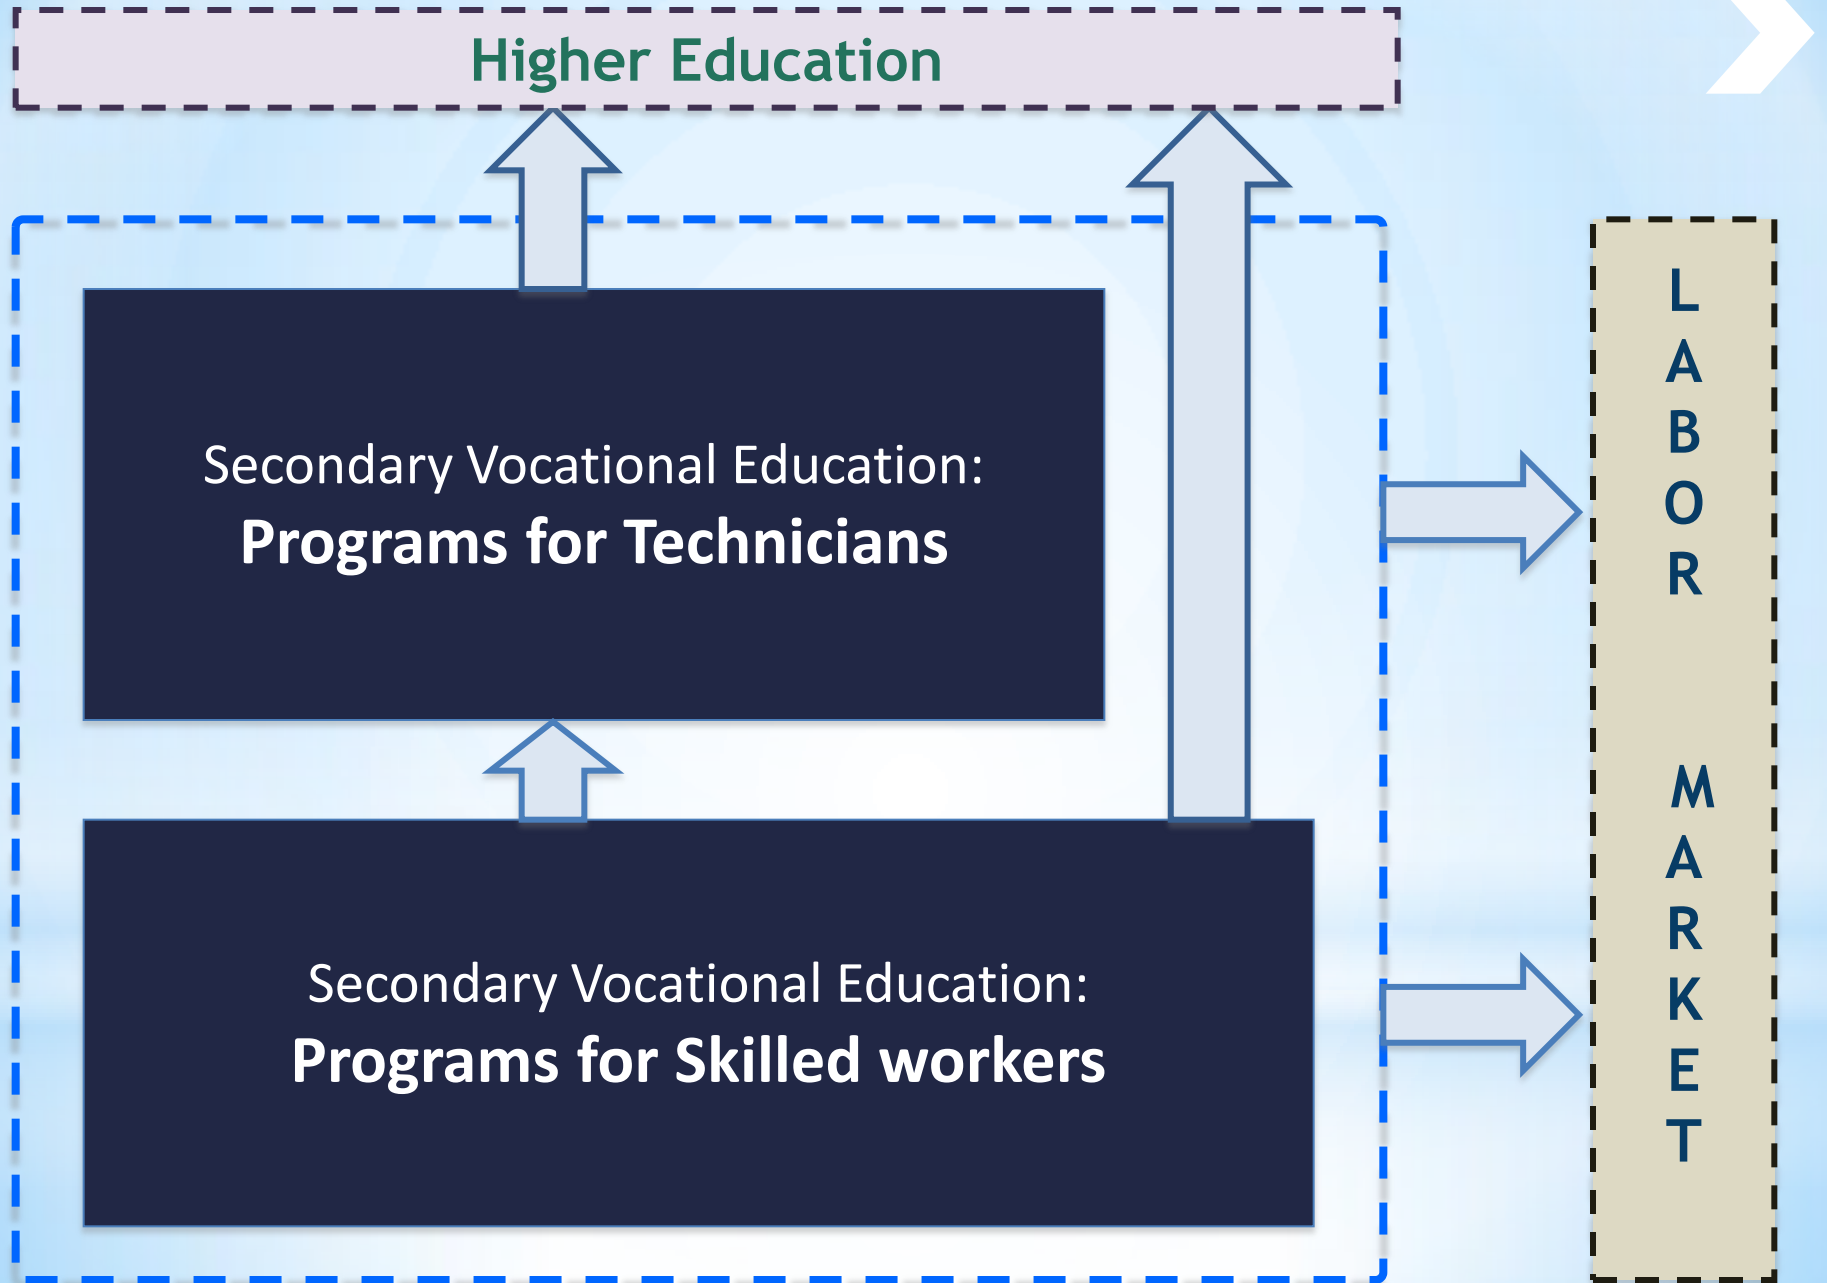 Higher Education
Secondary Vocational Education:
Programs for Technicians
Secondary Vocational Education:
Programs for Skilled workers
L
A
B
O
R
M
A
R
K
E
T